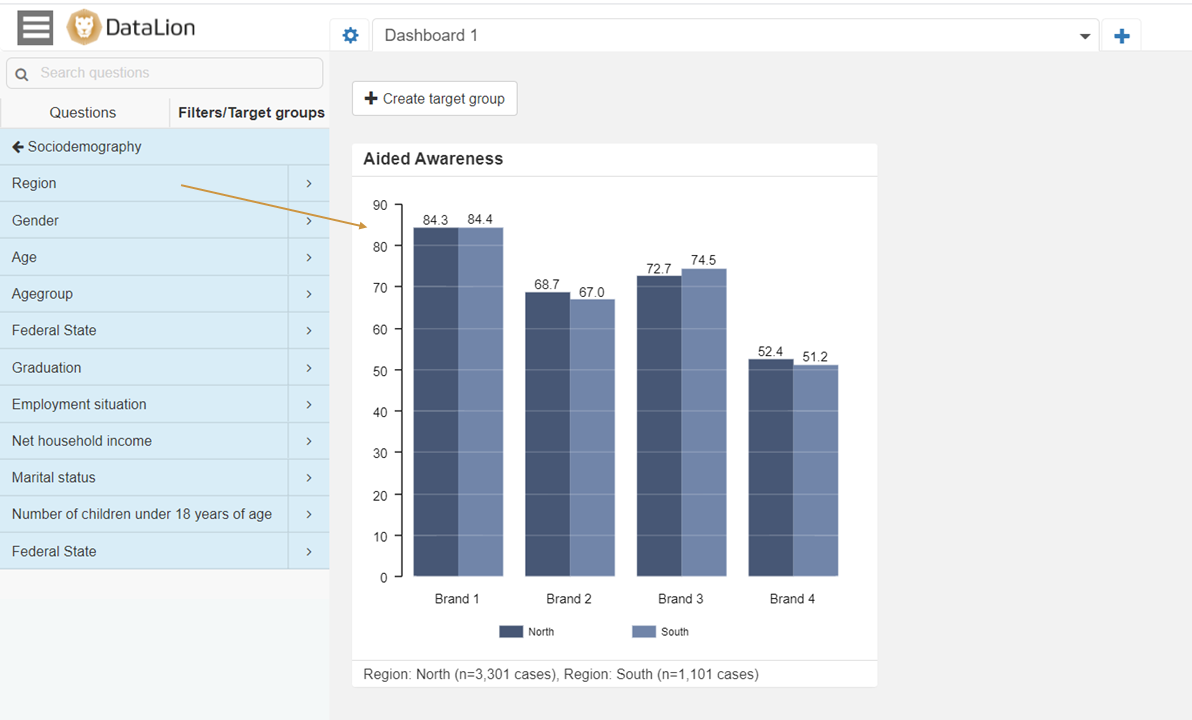 DataLion
Dashboard 1
Search questions
Questions
Filters/Target groups
Sociodemography
Region
Gender
Age
Agegroup
Federal State
Graduation
Employment situation
Net household income
Marital status
Number of children under 18 years of age
Federal State
Create target group
Aided Awareness
90
80
70
60
50
40
30
20
10
0
84.3 84.4
68.7 67.0
72.7 74.5
52.4 51.2
Brand 1 Brand 2 Brand 3 Brand 4
North South
Region: North (n=3,301 cases), Region: South (n=1,101 cases)